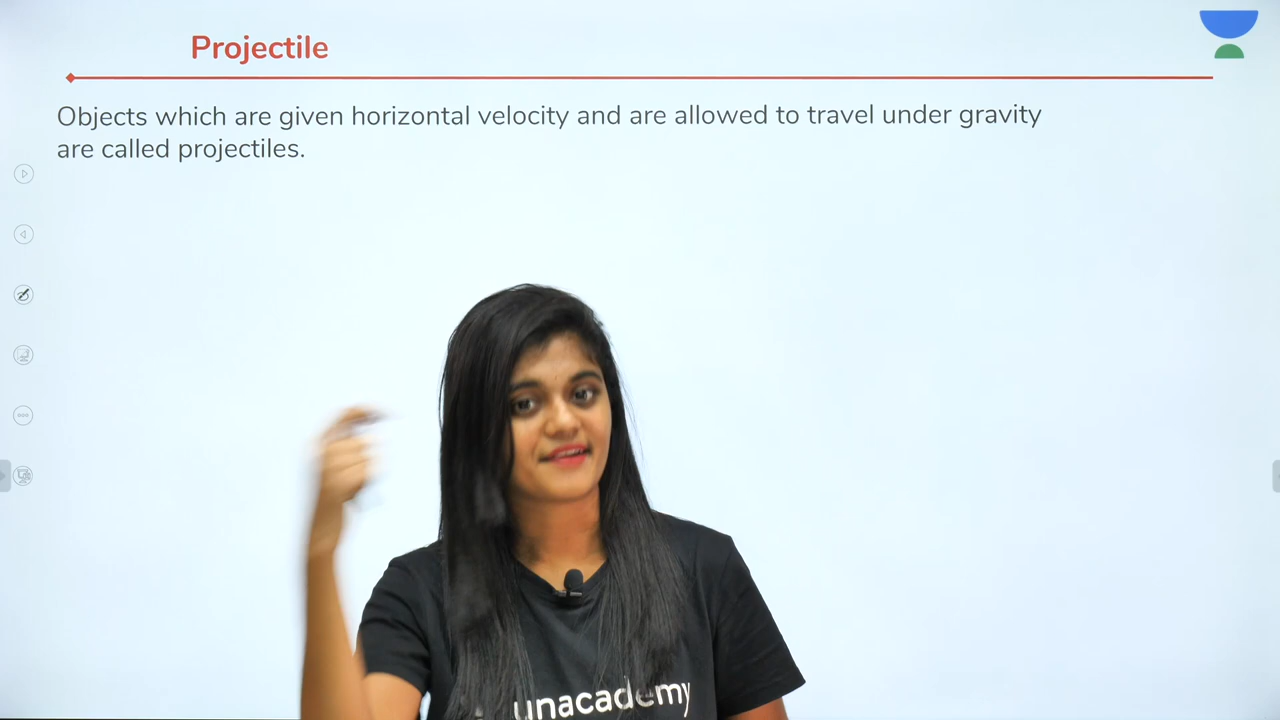 Projectile
Objects which are given horizontal velocity and are allowed to travel under gravity
are called projectiles.
unacademy